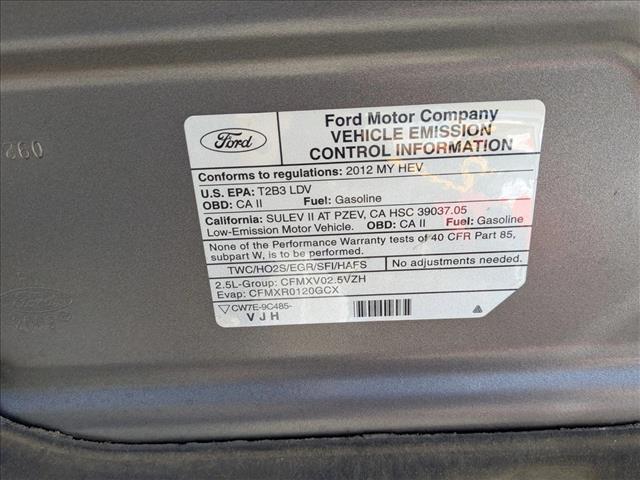 092
Ford
Ford Motor Company
VEHICLE EMISSION
CONTROL INFORMATION
Conforms to regulations: 2012 MY HEV
U.S. EPA: T2B3 LDV
OBD: CA II Fuel: Gasoline
California: SULEV II AT PZEV, CA HSC 39037.05
Low-Emission Motor Vehicle. OBD: CA II Fuel: Gasoline
None of the Performance Warranty tests of 40 CFR Part 85,
subpart W, is to be performed.
TWC/HO2S/EGR/SFI/HAFS No adjustments needed.
2.5L-Group: CFMXV02.5VZH
Evap: CFMXR0120GCX
CW7E-9C485-
V J H